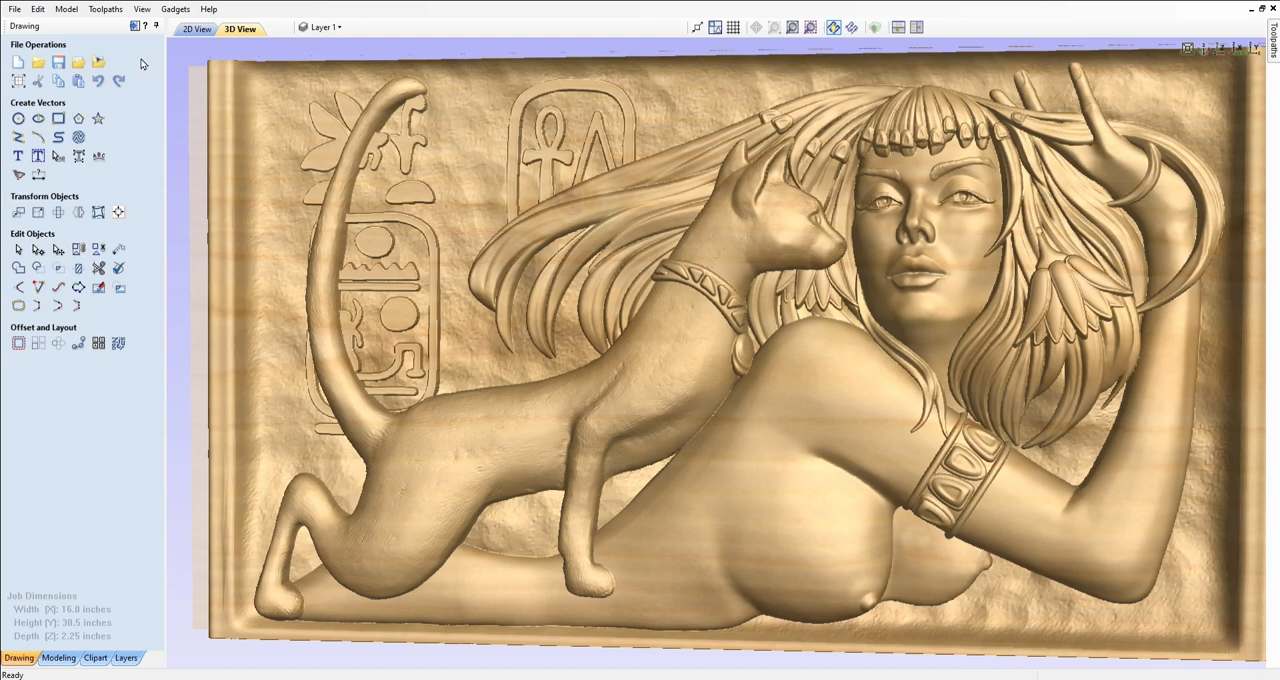 File Edit Model Toolpaths View Gadgets Help
Drawing
2D View 3D View Layer 1
File Operations
Create Vectors
Transform Objects
Edit Objects
Offset and Layout
Job Dimensions
Width (X): 16.0 inches
Height (Y): 30.5 inches
Depth (Z): 2.25 inches
Drawing Modeling Clipart Layers
Ready
Toolpaths